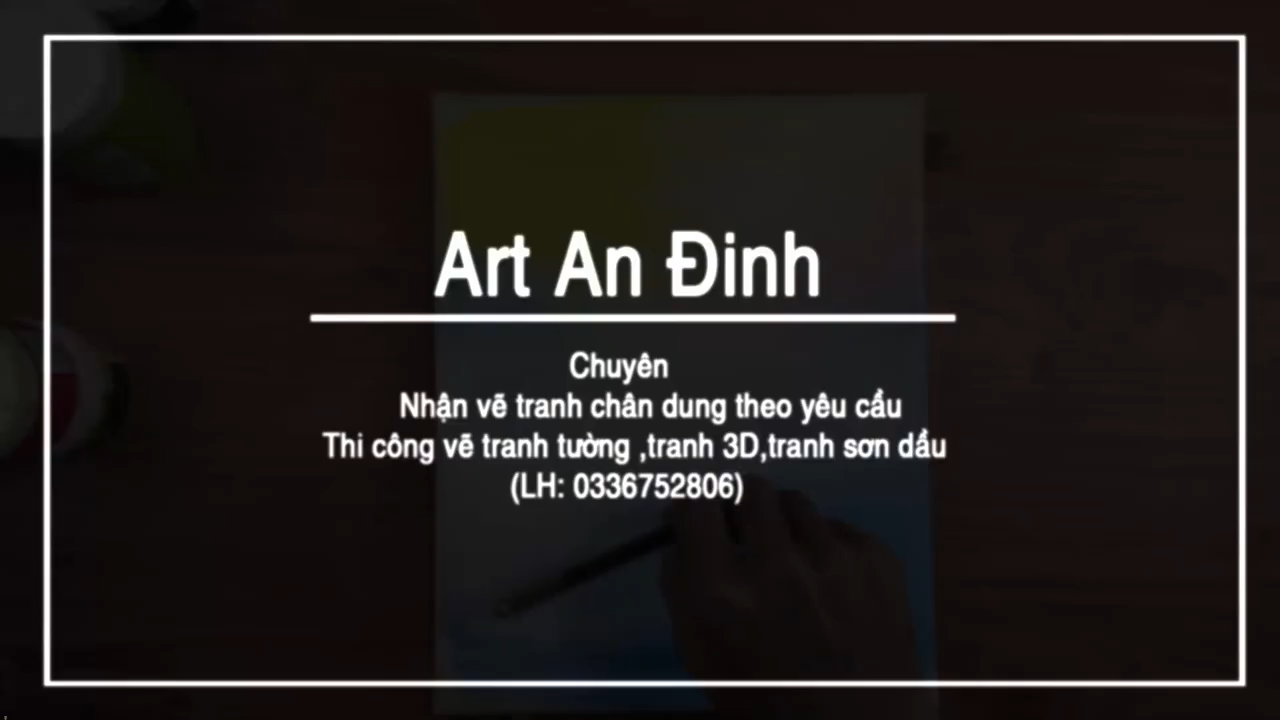 Art An Đinh
Chuyên
Nhận vẽ tranh chân dung theo yêu cầu
Thi công vẽ tranh tường ,tranh 3D,tranh sơn dầu
(LH: 0336752806)